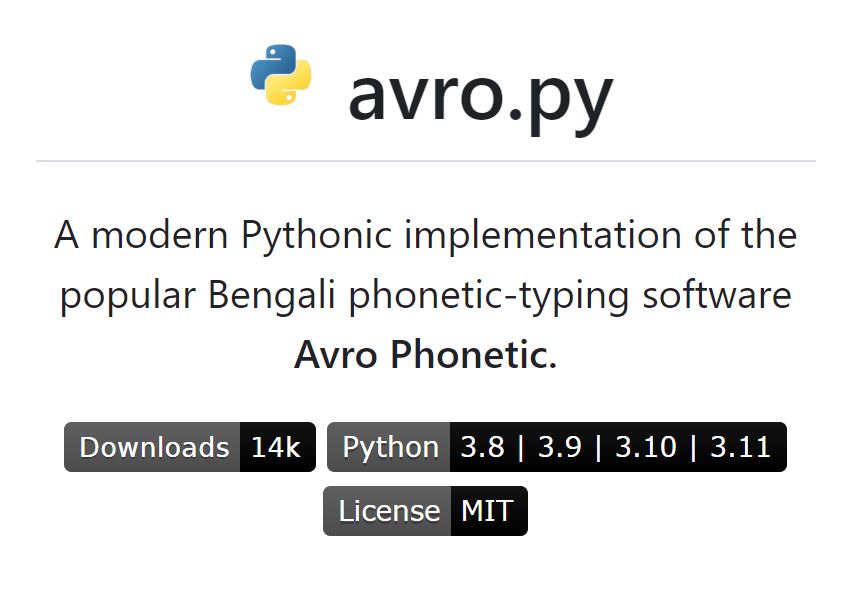 avro.py
A modern Pythonic implementation of the
popular Bengali phonetic-typing software
Avro Phonetic.
Downloads 14k Python 3.8 | 3.9 | 3.10 | 3.11
License MIT